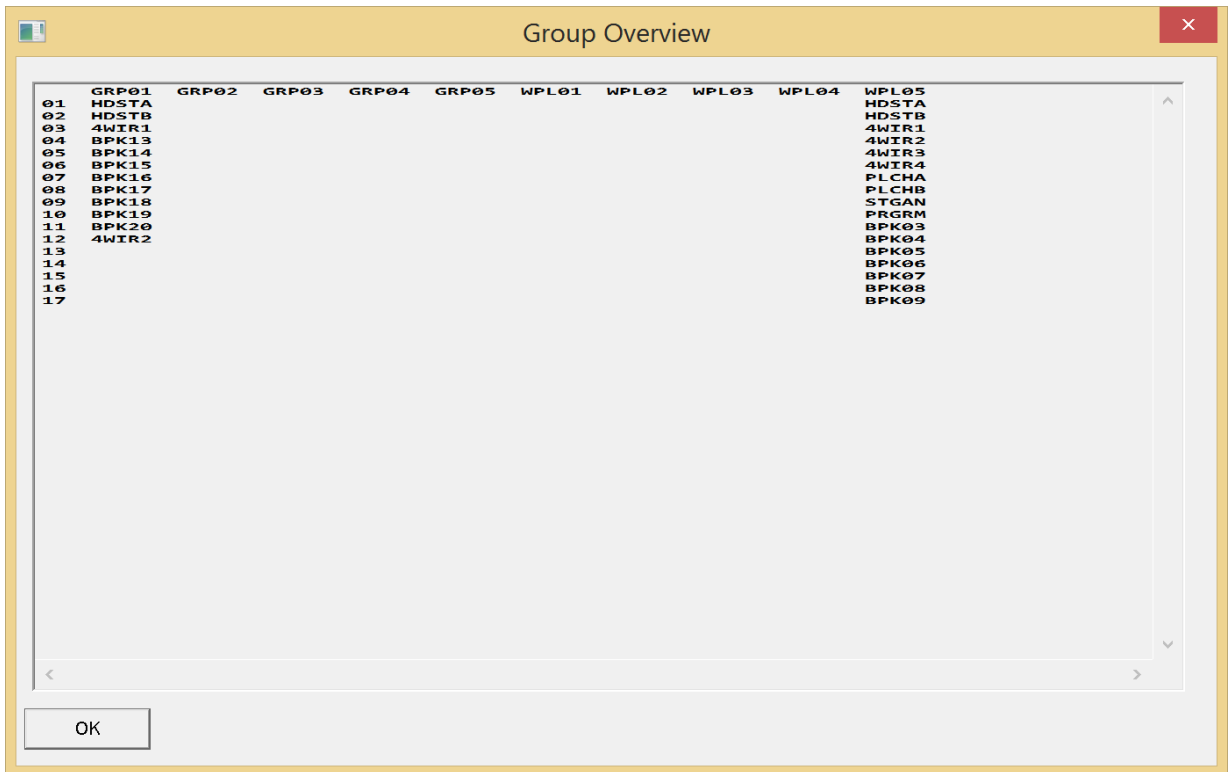 Group Overview
GRP01 GRP02 GRP03 GRP04 GRP05 WPL01 WPL02 WPL03 WPL04 WPL05
01 HDSTA HDSTA
02 HDSTB HDSTB
03 4WIR1 4WIR1
04 BPK13 4WIR2
05 BPK14 4WIR3
06 BPK15 4WIR4
07 BPK16 PLCHA
08 BPK17 PLCHB
09 BPK18 STGAN
10 BPK19 PRGRM
11 BPK20 BPK03
12 4WIR2 BPK04
13 BPK05
14 BPK06
15 BPK07
16 BPK08
17 BPK09
OK